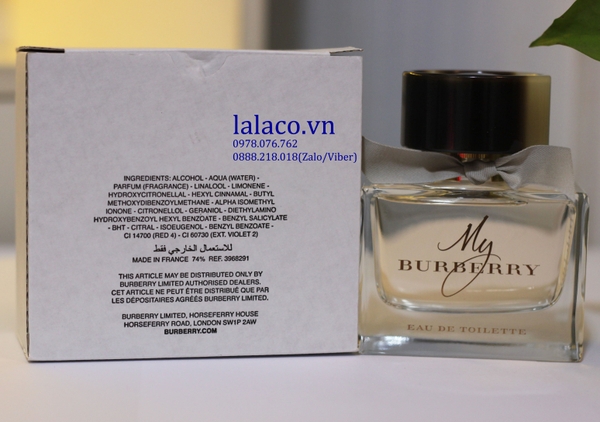 lalaco.vn
0978.076.762
0888.218.018(Zalo/Viber)
INGREDIENTS: ALCOHOL - AQUA (WATER) -
PARFUM (FRAGRANCE) - LINALOOL - LIMONENE -
HYDROXYCITRONELLAL - HEXYL CINNAMAL - BUTYL
METHOXYDIBENZOYLMETHANE - ALPHA ISOMETHYL
IONONE - CITRONELLOL - GERANIOL - DIETHYLAMINO
HYDROXYBENZOYL HEXYL BENZOATE - BENZYL SALICYLATE
- BHT - CITRAL - ISOEUGENOL - BENZYL BENZOATE -
CI 14700 (RED 4) - CI 60730 (EXT. VIOLET 2)
للاستعمال الخارجي فقط
MADE IN FRANCE 74% REF. 3968291
THIS ARTICLE MAY BE DISTRIBUTED ONLY BY
BURBERRY LIMITED AUTHORISED DEALERS.
CET ARTICLE NE PEUT ÊTRE DISTRIBUÉ QUE PAR
LES DÉPOSITAIRES AGRÉÉS BURBERRY LIMITED.
BURBERRY LIMITED, HORSEFERRY HOUSE
HORSEFERRY ROAD, LONDON SW1P 2AW
BURBERRY.COM
My
BURBERRY
EAU DE TOILETTE